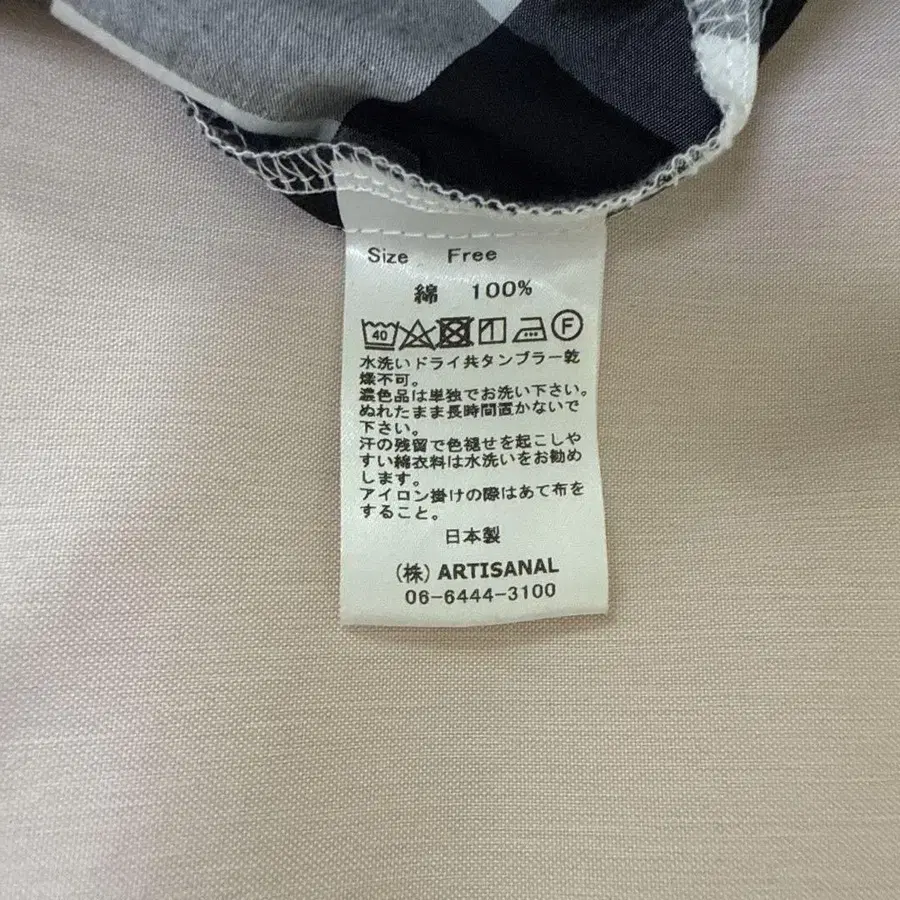 Size Free
綿 100%
40 F
水洗いドライ共タンブラー乾
燥不可。
濃色品は単独でお洗い下さい。
ぬれたまま長時間置かないで
下さい。
汗の残留で色褪せを起こしや
すい綿衣料は水洗いをお勧め
します。
アイロン掛けの際はあて布を
すること。
日本製
(株) ARTISANAL
06-6444-3100